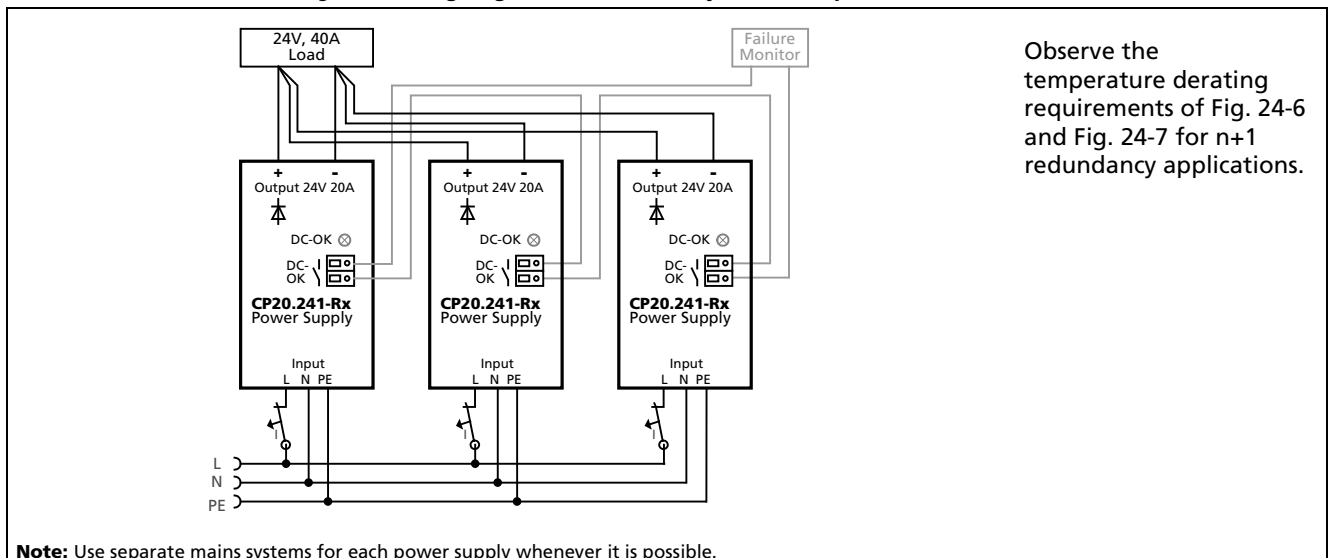 24V, 40A
Load
Failure
Monitor
Observe the
temperature derating
requirements of Fig. 24-6
and Fig. 24-7 for n+1
redundancy applications.
+ -
Output 24V 20A
DC-OK
DC-
OK
I
CP20.241-Rx
Power Supply
Input
L N PE
I
+ -
Output 24V 20A
DC-OK
DC-
OK
I
CP20.241-Rx
Power Supply
Input
L N PE
I
+ -
Output 24V 20A
DC-OK
DC-
OK
I
CP20.241-Rx
Power Supply
Input
L N PE
I
L
N
PE
Note: Use separate mains systems for each power supply whenever it is possible.